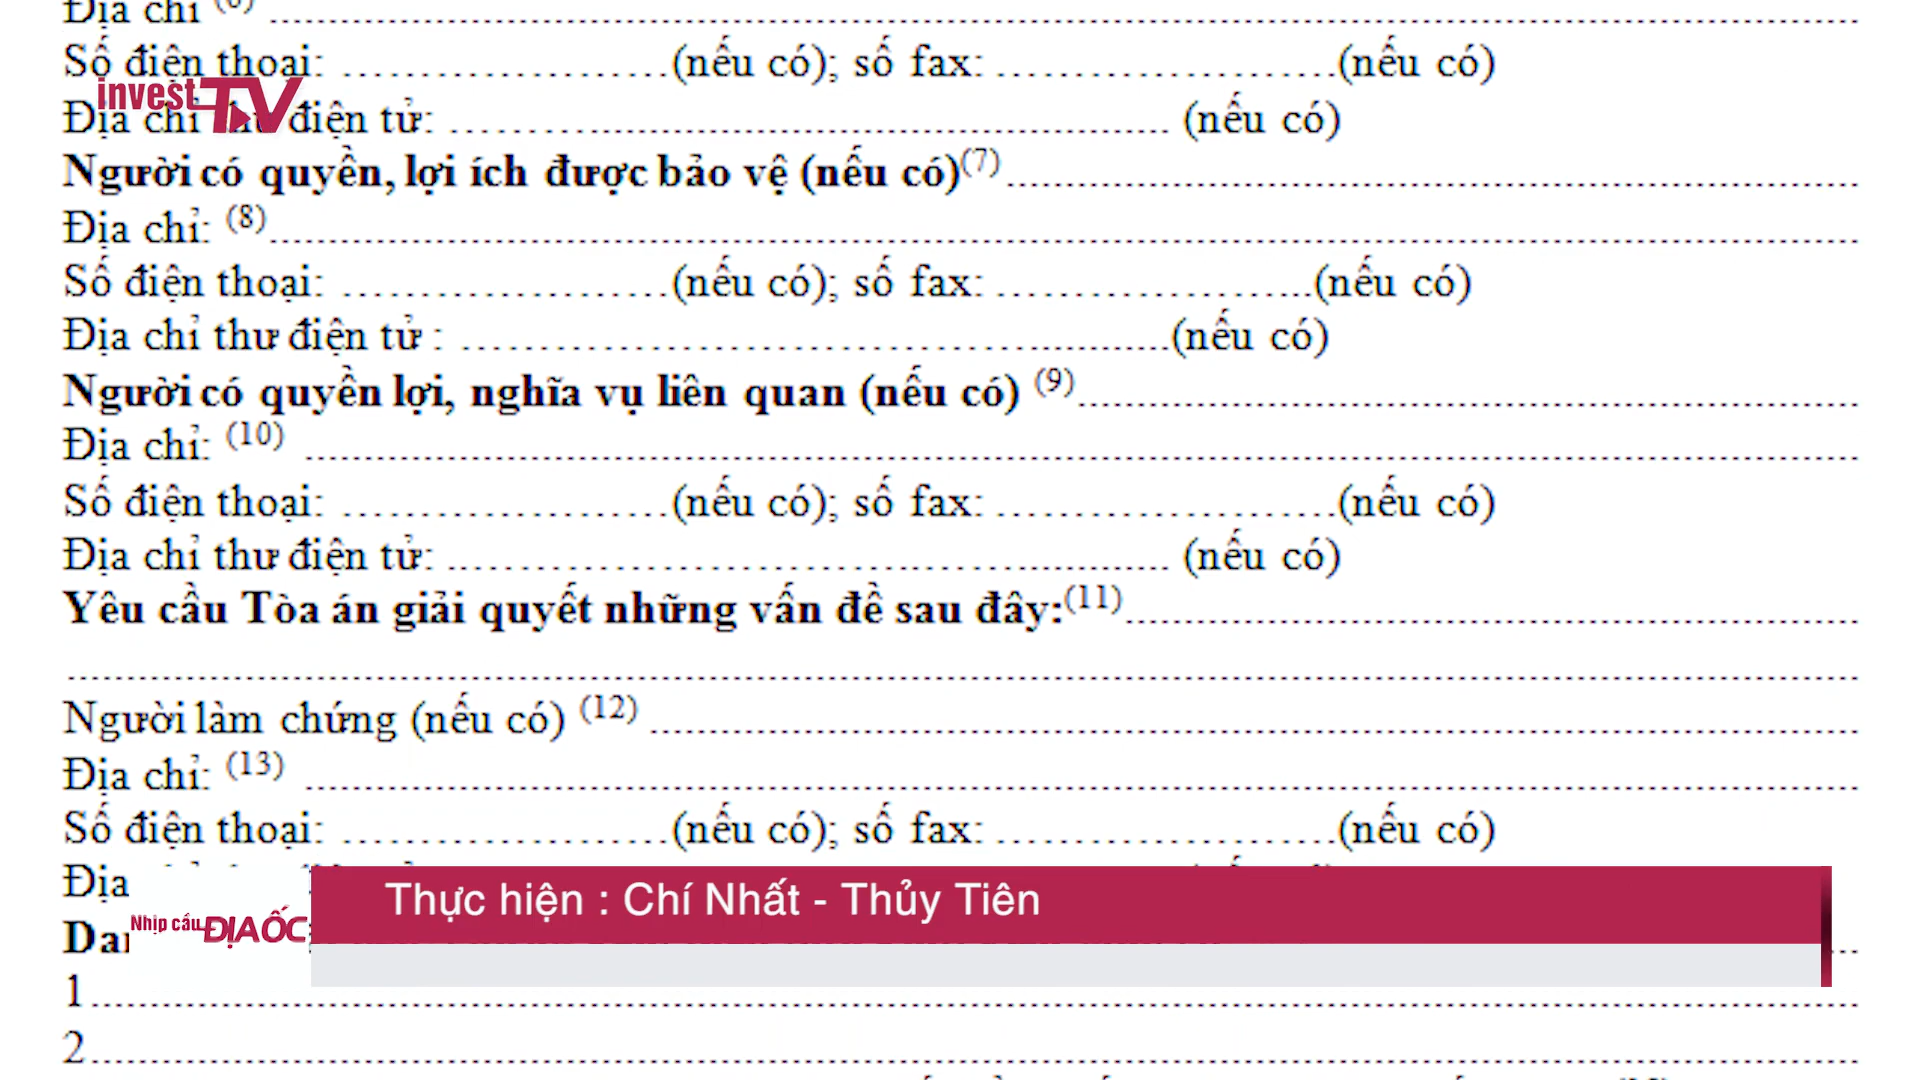 Địa chỉ (6) ........................................................................
Số điện thoại: ........................(nếu có); số fax: ........................(nếu có)
invest TV
Địa chỉ thư điện tử: ................................................ (nếu có)
Người có quyền, lợi ích được bảo vệ (nếu có)(7)................................................
Địa chỉ: (8)........................................................................
Số điện thoại: ........................(nếu có); số fax: ........................(nếu có)
Địa chỉ thư điện tử : ................................................(nếu có)
Người có quyền lợi, nghĩa vụ liên quan (nếu có) (9)................................................
Địa chỉ: (10) ........................................................................
Số điện thoại: ........................(nếu có); số fax: ........................(nếu có)
Địa chỉ thư điện tử: ................................................ (nếu có)
Yêu cầu Tòa án giải quyết những vấn đề sau đây:(11)................................................
........................................................................
Người làm chứng (nếu có) (12) ................................................
Địa chỉ: (13) ........................................................................
Số điện thoại: ........................(nếu có); số fax: ........................(nếu có)
Địa
Thực hiện : Chí Nhất - Thủy Tiên
Nhịp cầu ĐỊA ỐC
1........................................................................
2........................................................................